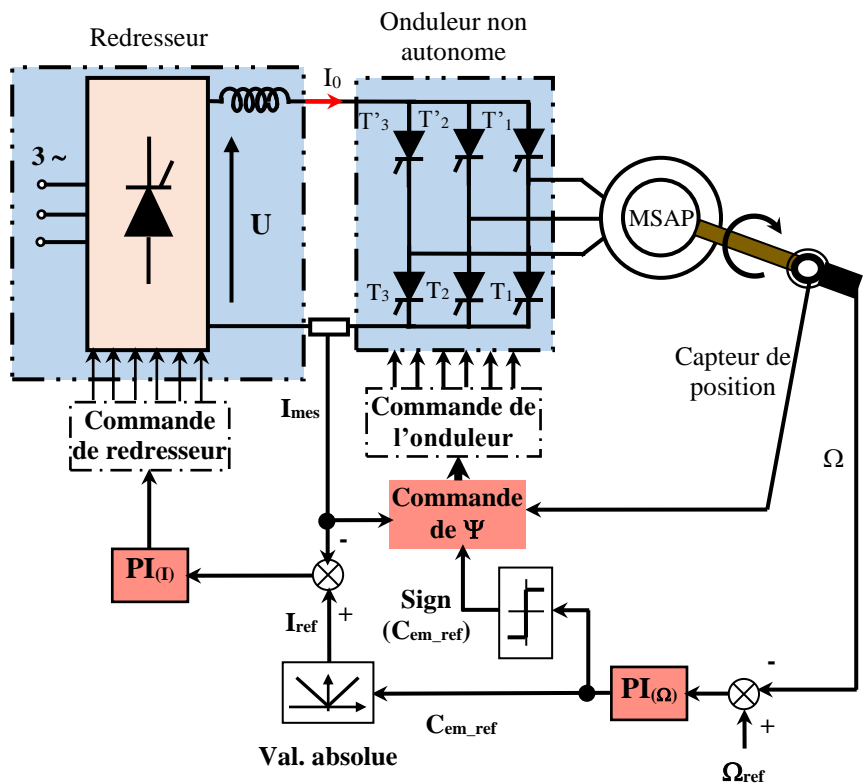 Redresseur
Onduleur non
autonome
I0
T'3
T'2
T'1
3 ~
U
MSAP
T3
T2
T1
Capteur de
position
Imes
Commande
de redresseur
Commande de
l'onduleur
Ω
Commande
de Ψ
-
PI(I)
Sign
(Cem_ref)
Iref
+
-
PI(Ω)
Cem_ref
+
Val. absolue
Ωref